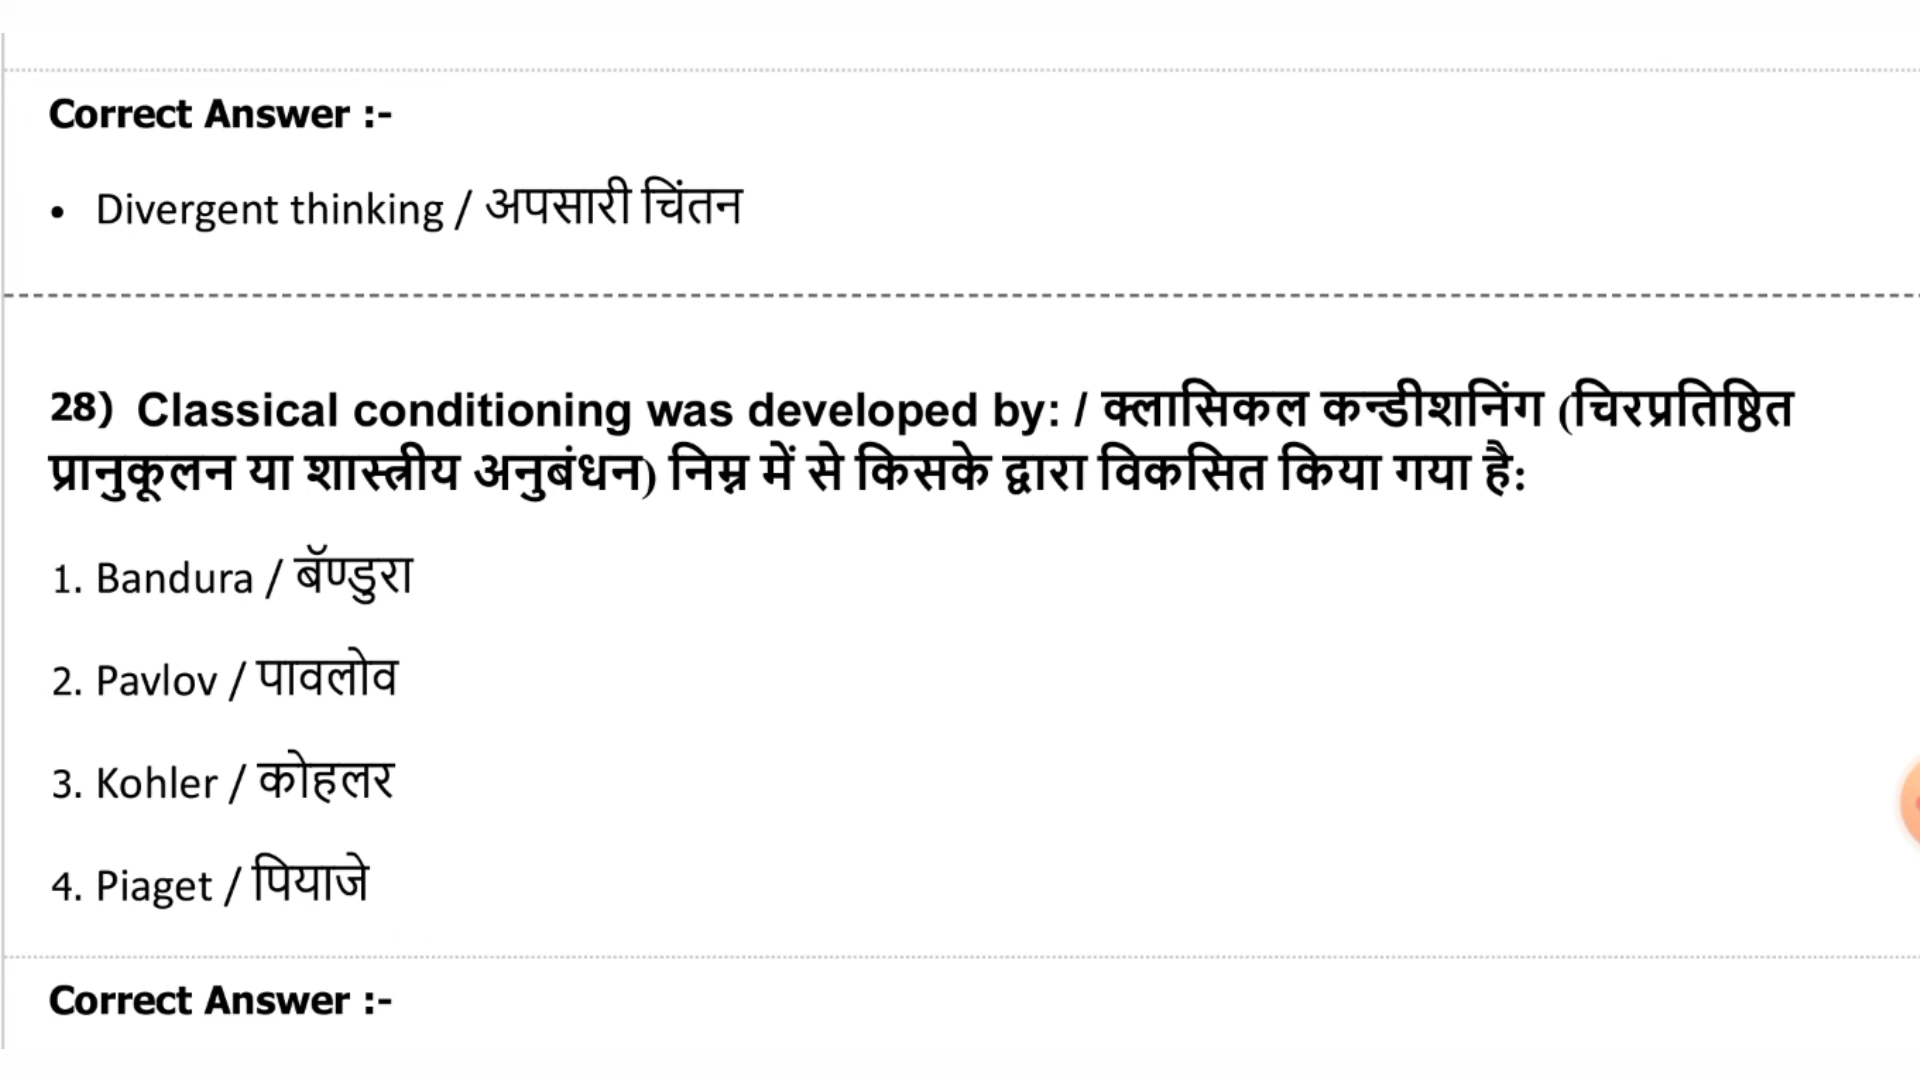 Correct Answer :-
• Divergent thinking / अपसारी चिंतन
28) Classical conditioning was developed by: / क्लासिकल कन्डीशनिंग (चिरप्रतिष्ठित
प्रानुकूलन या शास्त्रीय अनुबंधन) निम्न में से किसके द्वारा विकसित किया गया है:
1. Bandura / बॅण्डुरा
2. Pavlov / पावलोव
3. Kohler / कोहलर
4. Piaget / पियाजे
Correct Answer :-